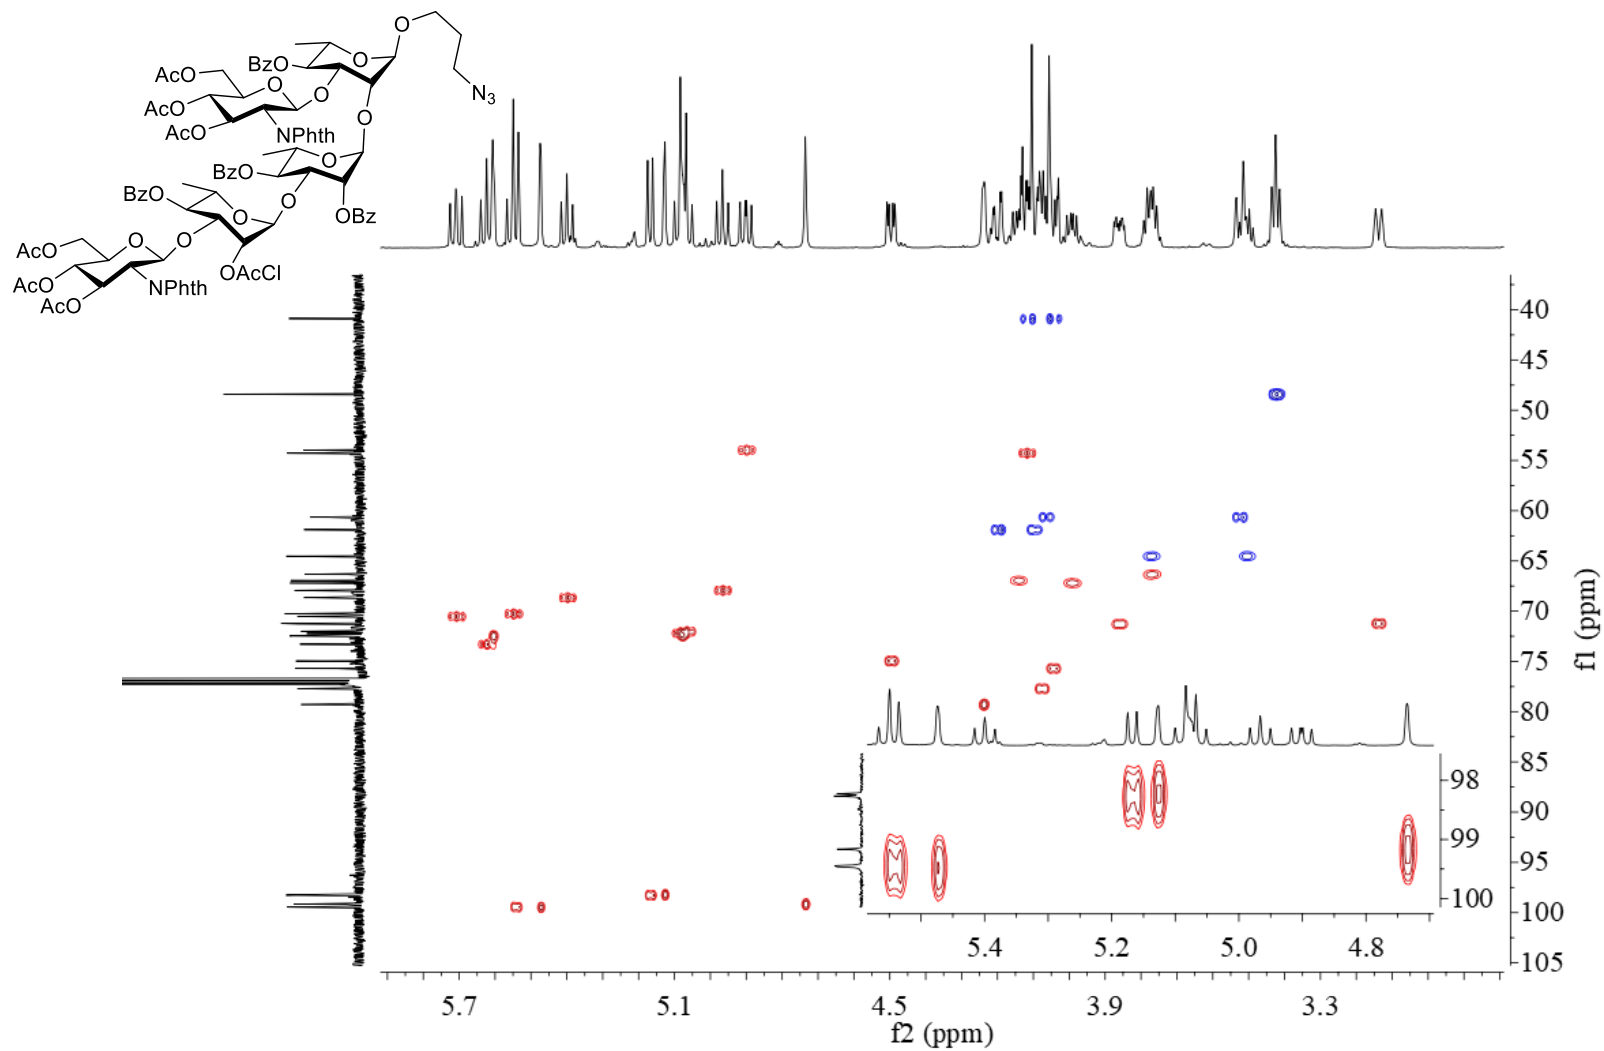 O
O
BzO
N3
AcO
O
O
AcO
AcO
NPhth
O
O
BzO
BzO
O
O
OBz
AcO
O
O
AcO
AcO
NPhth
OAcCl
40
45
50
55
60
65
70
75
80
85
90
95
100
105
f1 (ppm)
98
99
100
5.4 5.2 5.0 4.8
5.7 5.1 4.5 3.9 3.3
f2 (ppm)